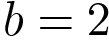 b = 2